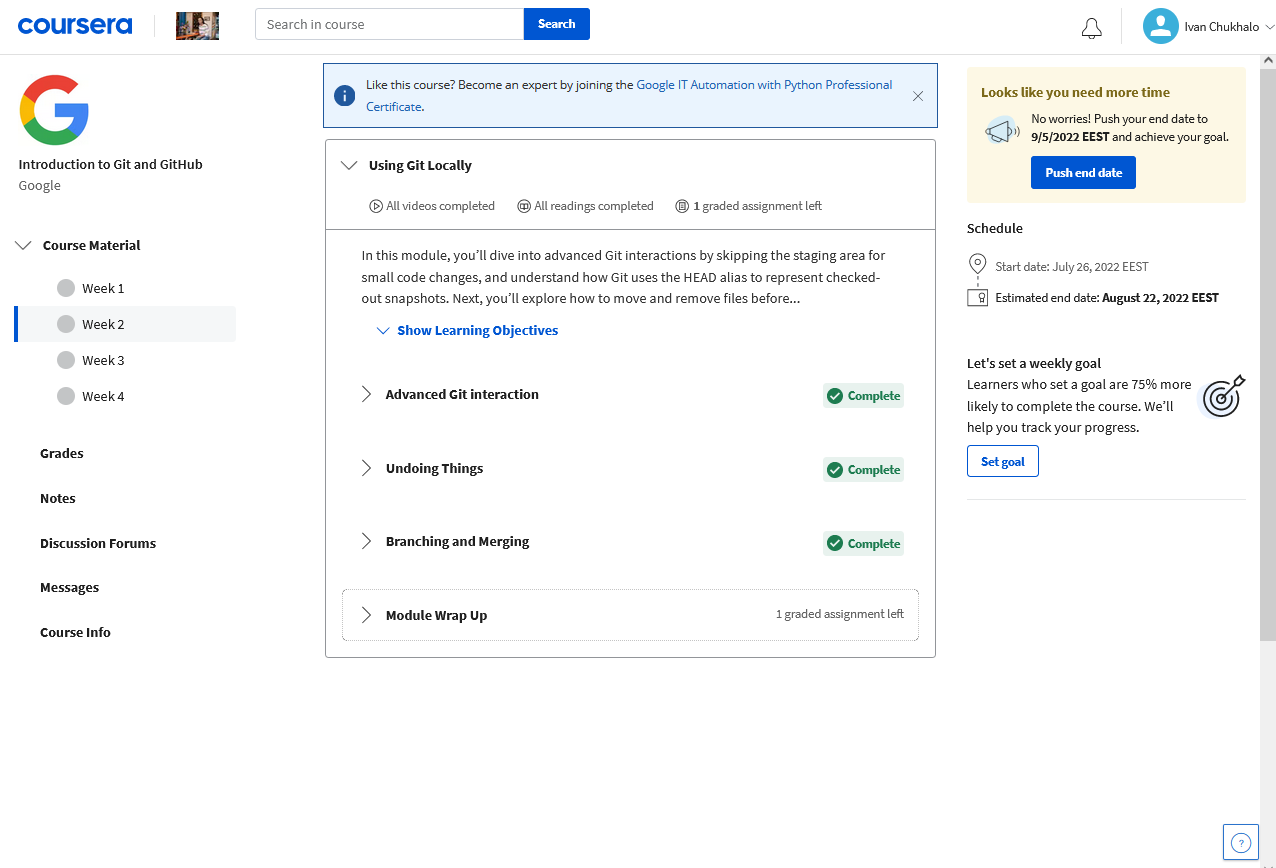 coursera
Search in course
Search
Ivan Chukhalo
Introduction to Git and GitHub
Google
Course Material
Week 1
Week 2
Week 3
Week 4
Grades
Notes
Discussion Forums
Messages
Course Info
Like this course? Become an expert by joining the Google IT Automation with Python Professional
Certificate.
Using Git Locally
All videos completed
All readings completed
1 graded assignment left
In this module, you’ll dive into advanced Git interactions by skipping the staging area for
small code changes, and understand how Git uses the HEAD alias to represent checked-
out snapshots. Next, you’ll explore how to move and remove files before...
Show Learning Objectives
Advanced Git interaction
Complete
Undoing Things
Complete
Branching and Merging
Complete
Module Wrap Up
1 graded assignment left
Looks like you need more time
No worries! Push your end date to
9/5/2022 EEST and achieve your goal.
Push end date
Schedule
Start date: July 26, 2022 EEST
Estimated end date: August 22, 2022 EEST
Let's set a weekly goal
Learners who set a goal are 75% more
likely to complete the course. We’ll
help you track your progress.
Set goal
?